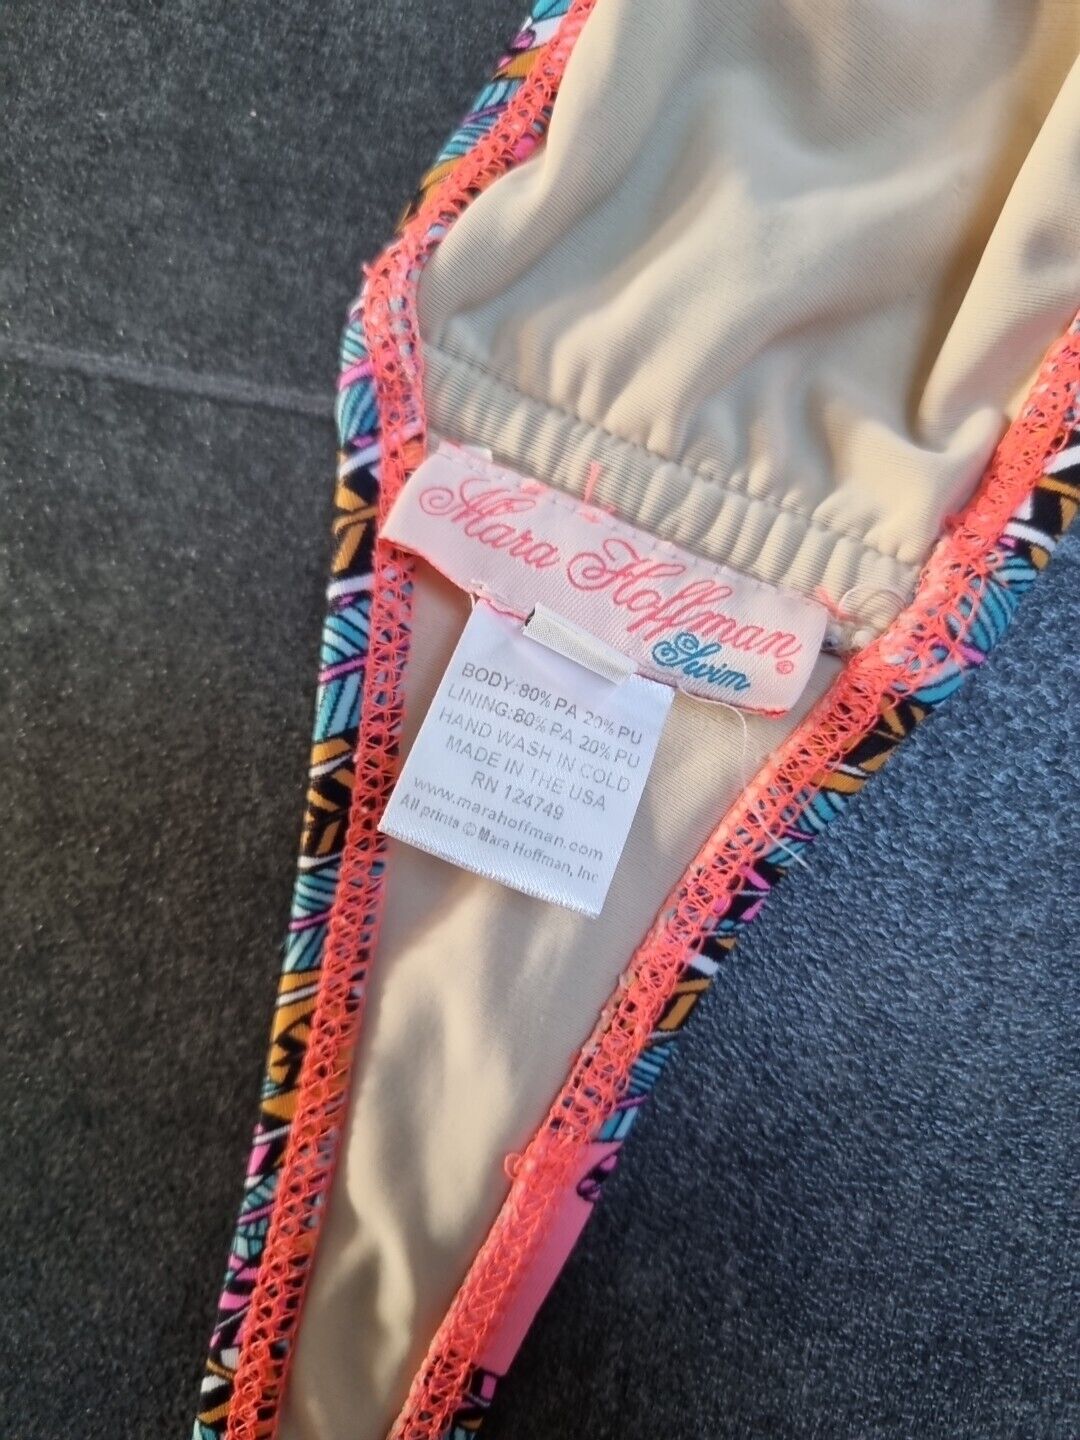 Mara Hoffman®
Swim
BODY:80% PA 20% PU
LINING:80% PA 20% PU
HAND WASH IN COLD
MADE IN THE USA
RN 124749
www.marahoffman.com
All prints © Mara Hoffman, Inc